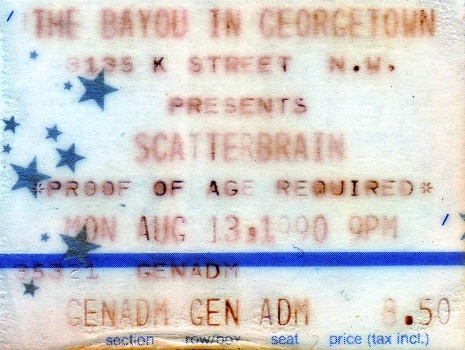 THE BAYOU IN GEORGETOWN
3135 K STREET N.W.
PRESENTS
SCATTERBRAIN
*PROOF OF AGE REQUIRED*
MON AUG 13,1990 9PM
GENADM
GENADM GEN ADM 8.50
section row/box seat price (tax incl.)